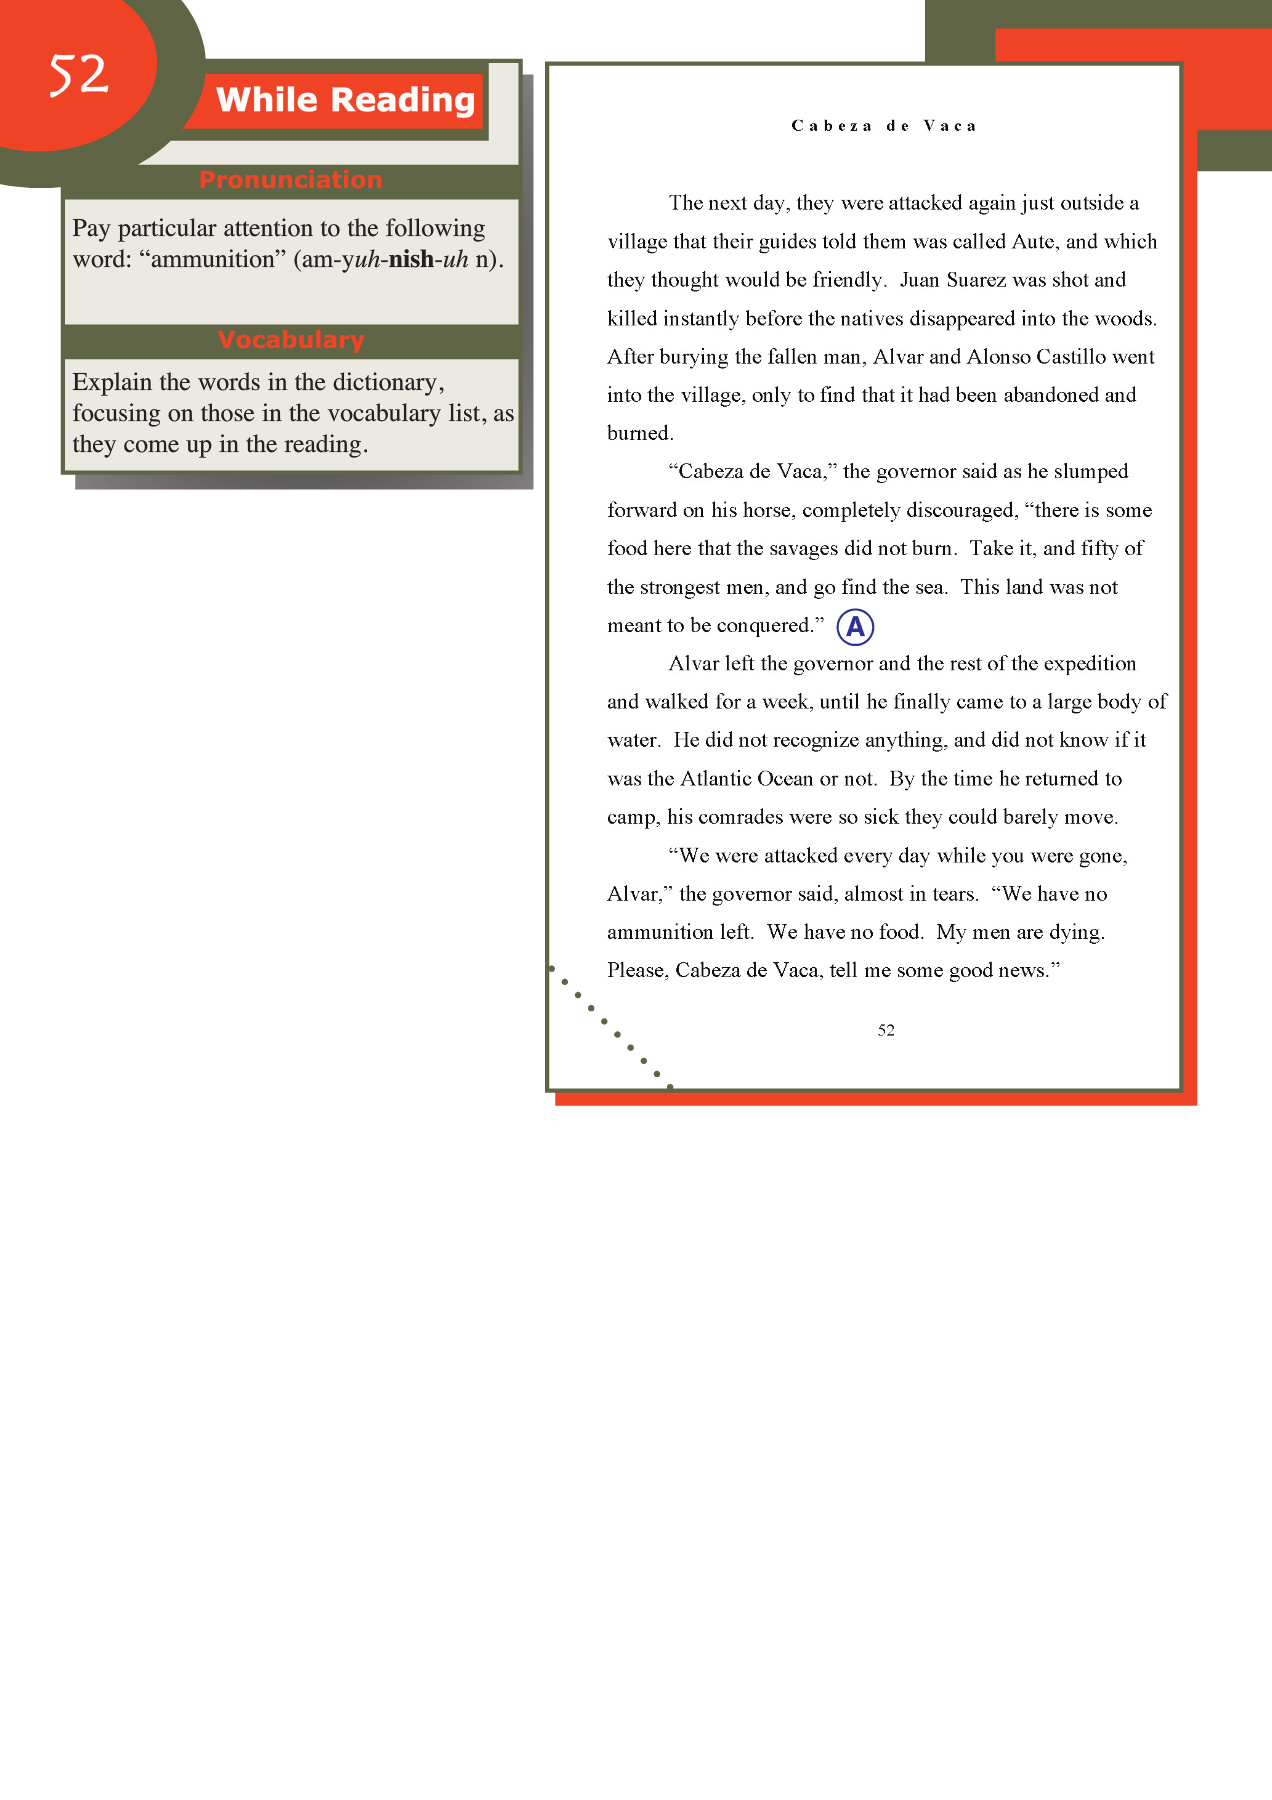 52
While Reading
Pronunciation
Pay particular attention to the following
word: “ammunition” (am-yuh-nish-uh n).
Vocabulary
Explain the words in the dictionary,
focusing on those in the vocabulary list, as
they come up in the reading.
Cabeza de Vaca
The next day, they were attacked again just outside a
village that their guides told them was called Aute, and which
they thought would be friendly.  Juan Suarez was shot and
killed instantly before the natives disappeared into the woods.
After burying the fallen man, Alvar and Alonso Castillo went
into the village, only to find that it had been abandoned and
burned.
“Cabeza de Vaca,” the governor said as he slumped
forward on his horse, completely discouraged, “there is some
food here that the savages did not burn.  Take it, and fifty of
the strongest men, and go find the sea.  This land was not
meant to be conquered.” A
Alvar left the governor and the rest of the expedition
and walked for a week, until he finally came to a large body of
water.  He did not recognize anything, and did not know if it
was the Atlantic Ocean or not.  By the time he returned to
camp, his comrades were so sick they could barely move.
“We were attacked every day while you were gone,
Alvar,” the governor said, almost in tears.  “We have no
ammunition left.  We have no food.  My men are dying.
Please, Cabeza de Vaca, tell me some good news.”
52